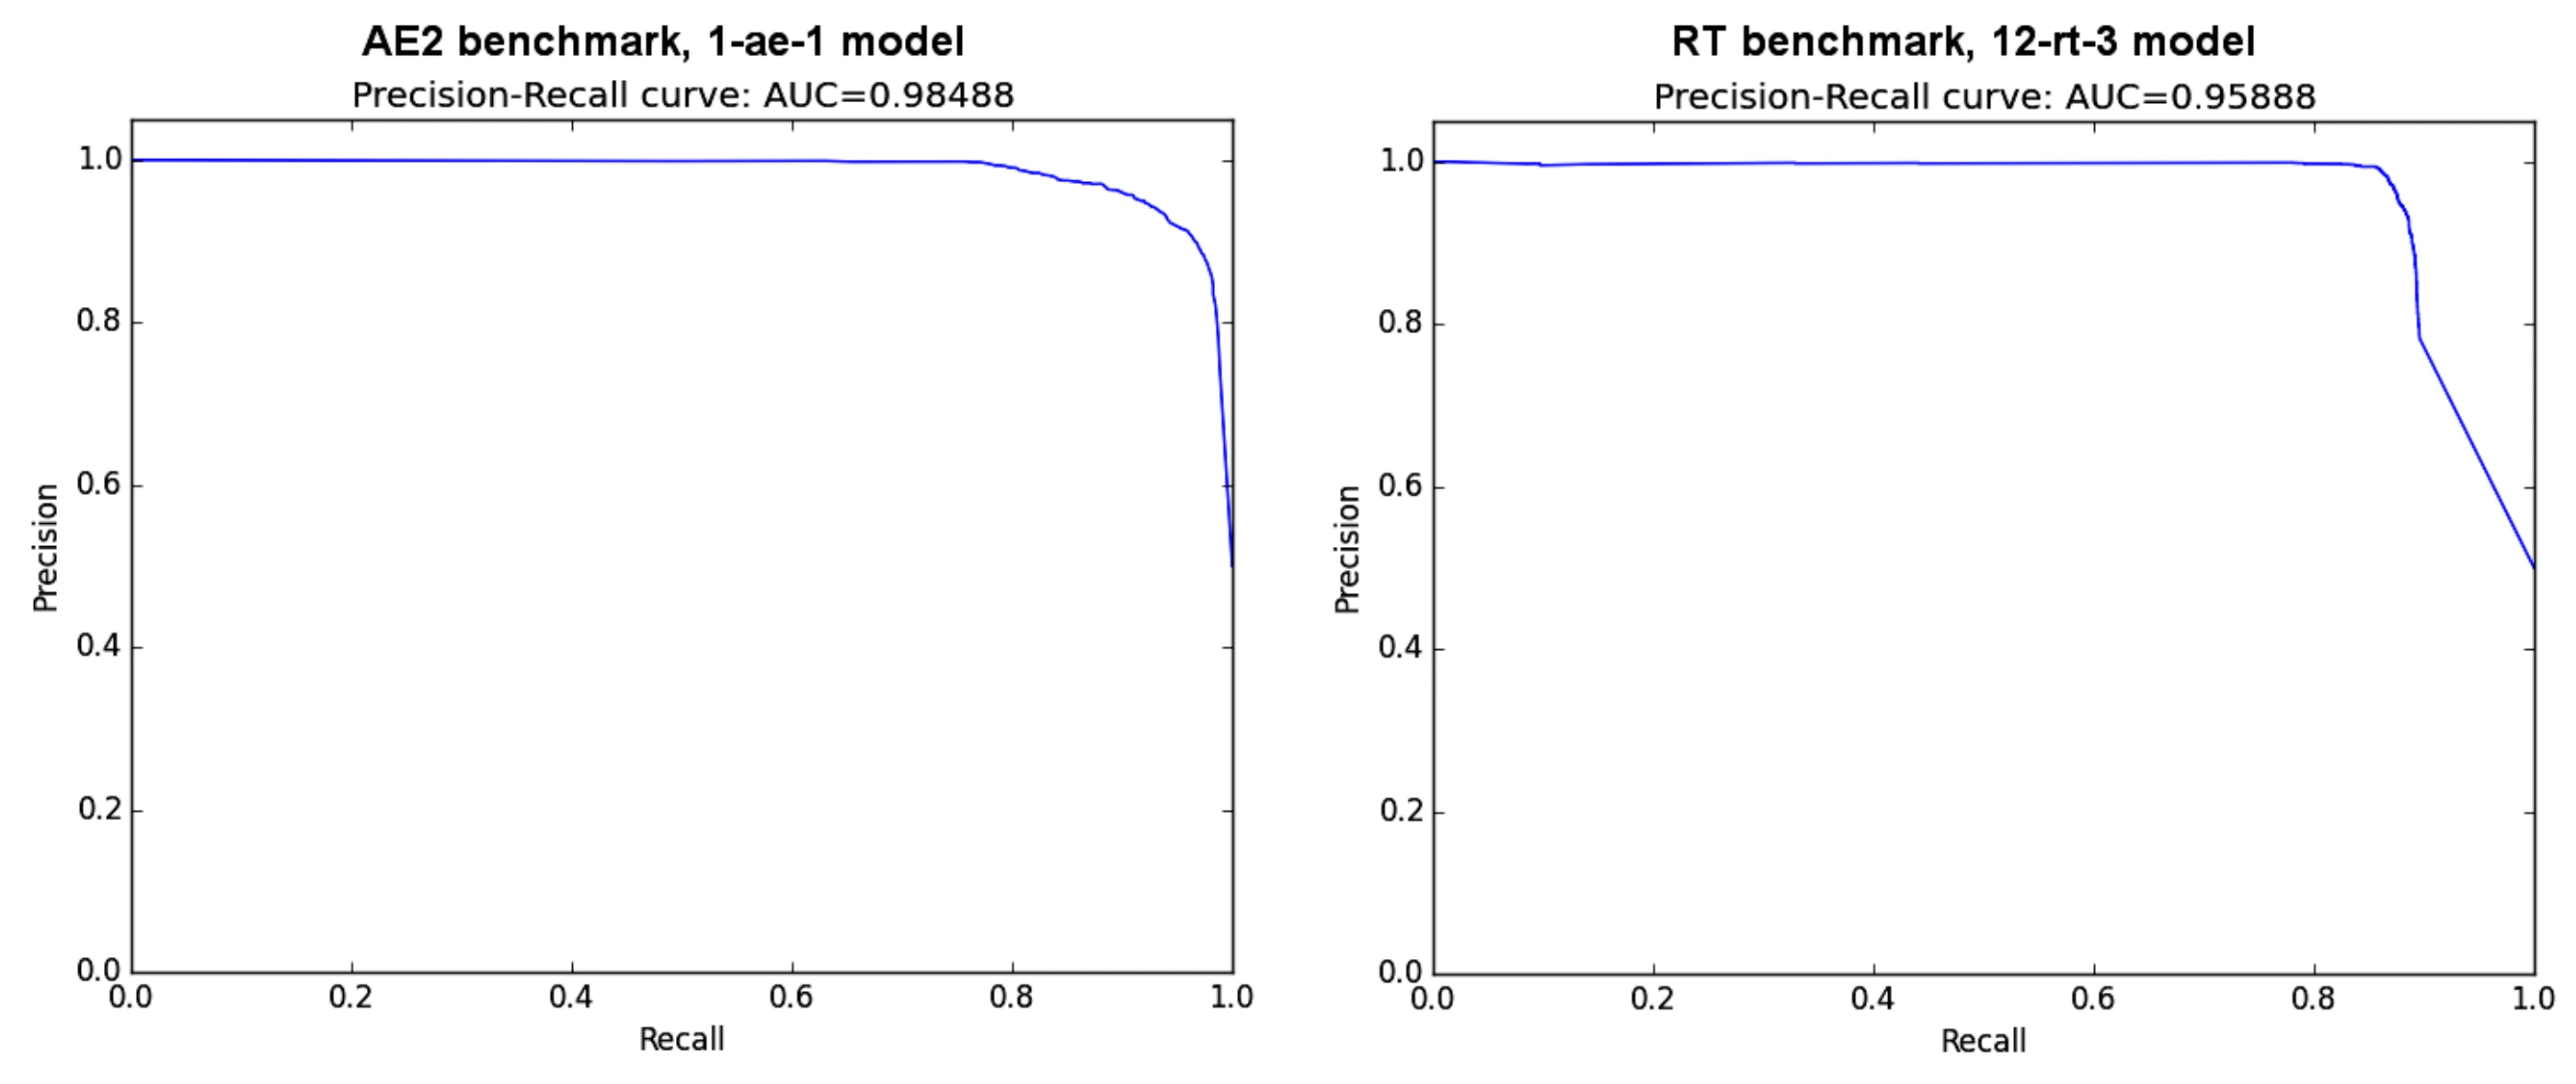 AE2 benchmark, 1-ae-1 model
Precision-Recall curve: AUC=0.98488
1.0
0.8
0.6
0.4
0.2
0.0
Precision
0.0 0.2 0.4 0.6 0.8 1.0
Recall
RT benchmark, 12-rt-3 model
Precision-Recall curve: AUC=0.95888
1.0
0.8
0.6
0.4
0.2
0.0
Precision
0.0 0.2 0.4 0.6 0.8 1.0
Recall